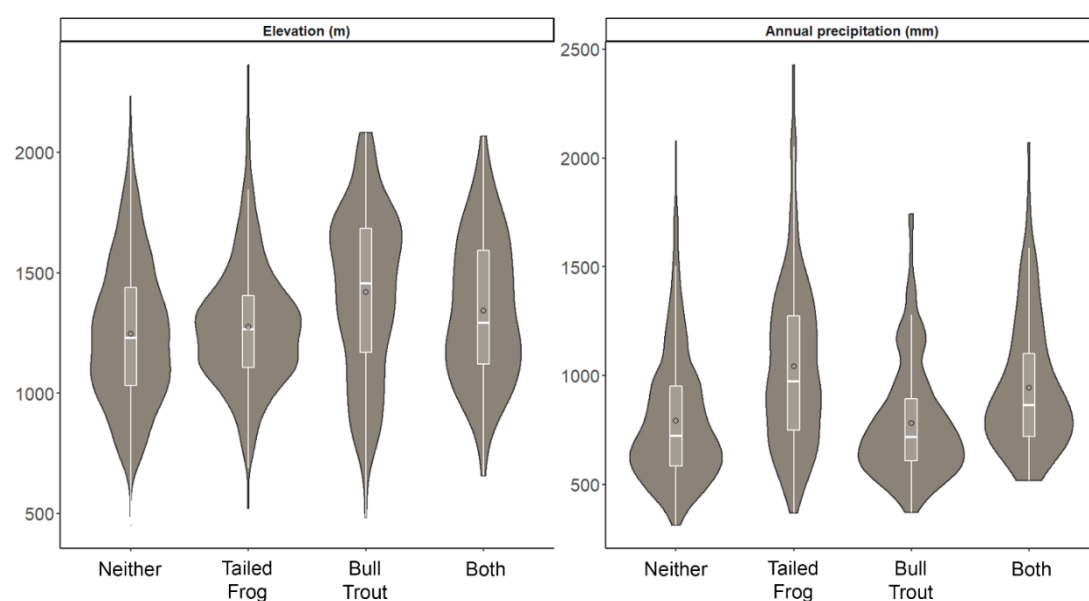 Elevation (m)
2000
1500
1000
500
Neither
Tailed
Frog
Bull
Trout
Both
Annual precipitation (mm)
2500
2000
1500
1000
500
Neither
Tailed
Frog
Bull
Trout
Both